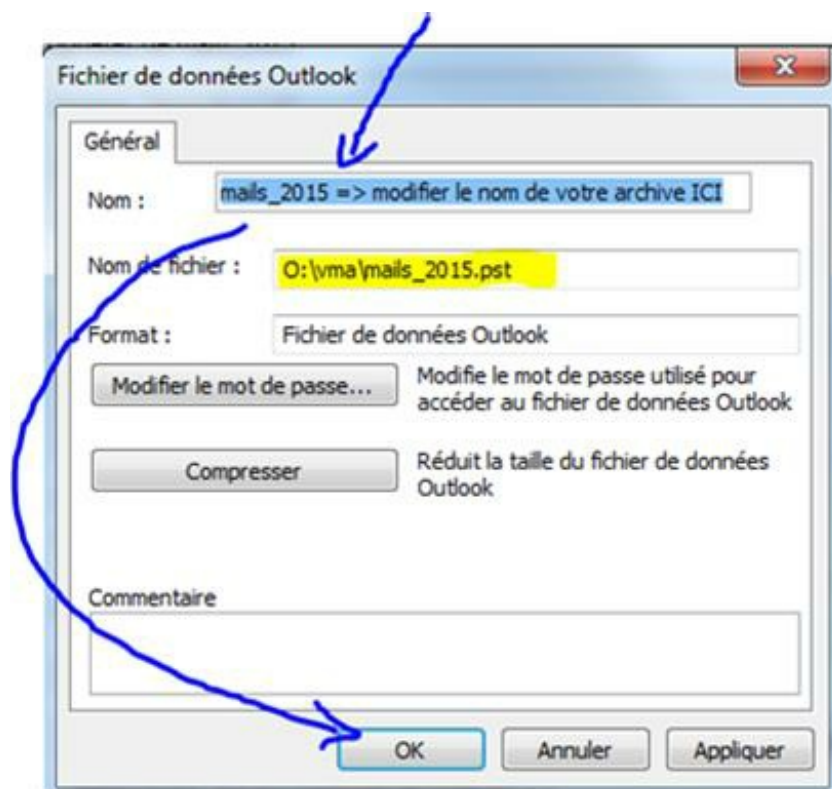 Fichier de données Outlook
Général
Nom :
mails_2015 => modifier le nom de votre archive ICI
Nom de fichier :
O:\vma\mails_2015.pst
Format :
Fichier de données Outlook
Modifier le mot de passe...
Modifie le mot de passe utilisé pour
accéder au fichier de données Outlook
Compresser
Réduit la taille du fichier de données
Outlook
Commentaire
OK
Annuler
Appliquer